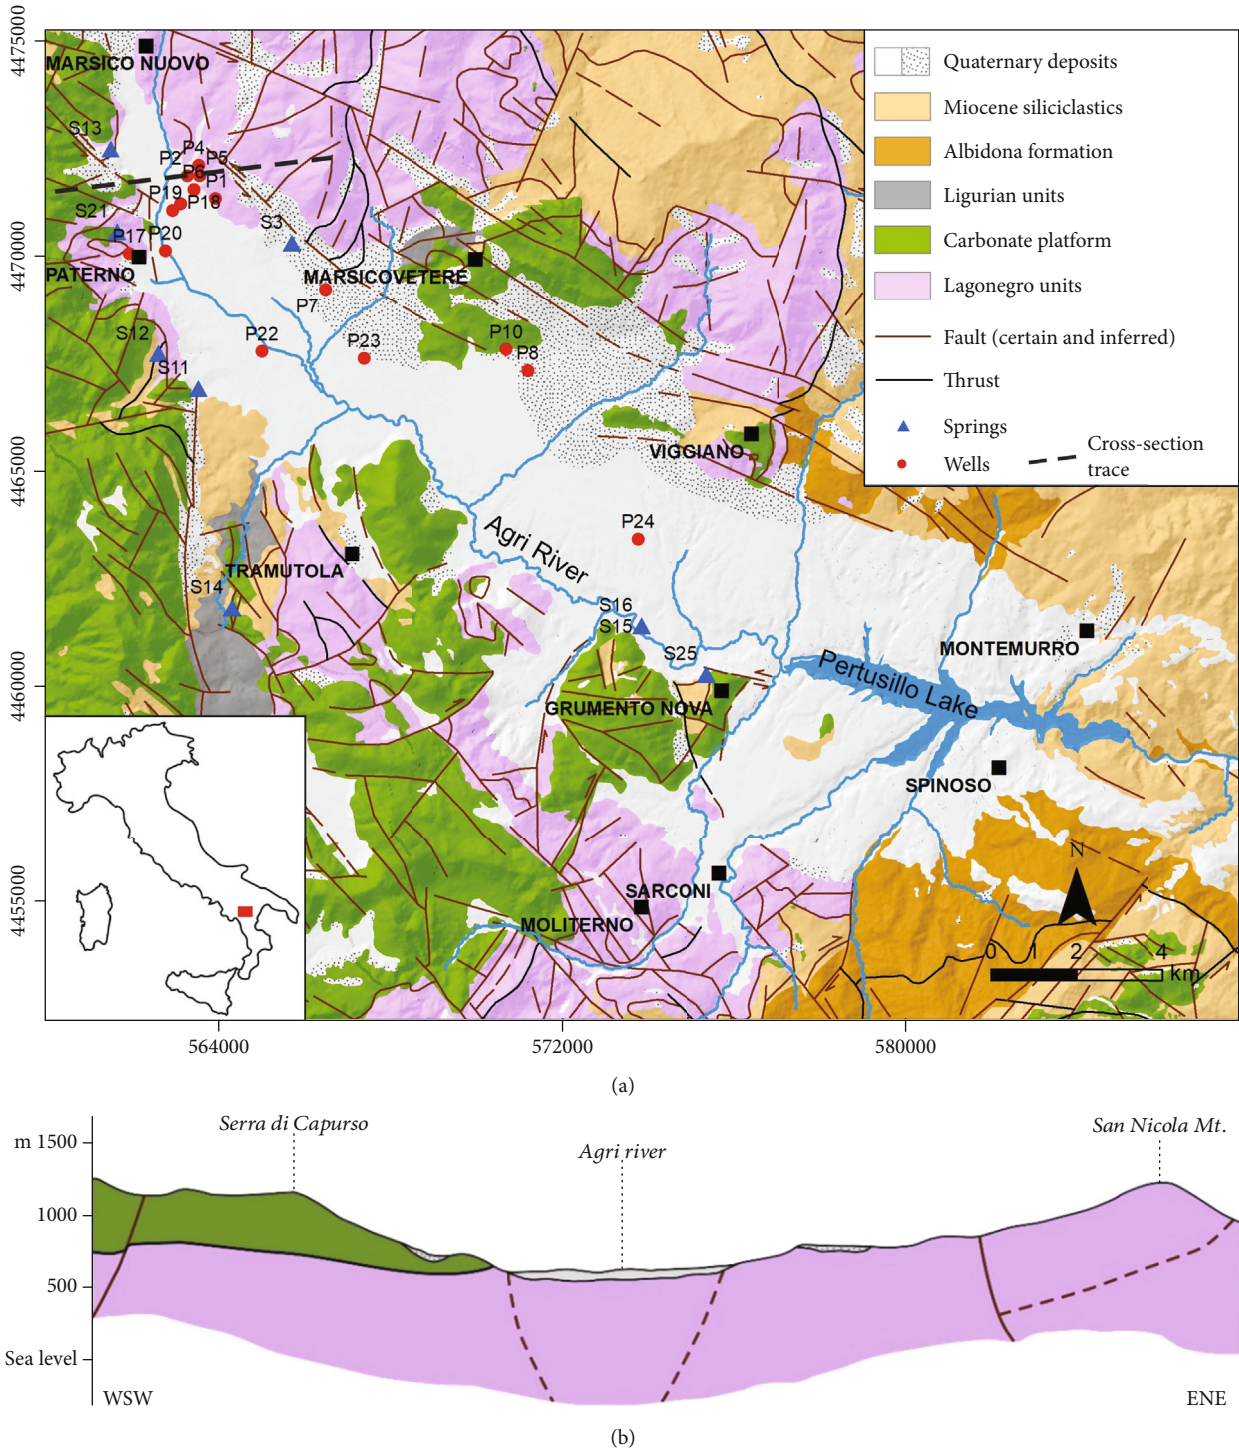 4475000
4470000
4465000
4460000
4455000
MARSICO NUOVO
S13
P4
P2
P5
P6
P1
P19
P18
S21
S3
P17
P20
PATERNO
MARSICOVETERE
P7
S12
P22
P23
P10
P8
S11
VIGGIANO
P24
Agri River
TRAMUTOLA
S14
S16
S15
S25
MONTEMURRO
Pertusillo Lake
GRUMENTO NOVA
SPINOSO
SARCONI
MOLITERNO
N
0 1 2 4
km
Quaternary deposits
Miocene siliciclastics
Albidona formation
Ligurian units
Carbonate platform
Lagonegro units
Fault (certain and inferred)
Thrust
Springs
Wells
Cross-section
trace
564000
572000
580000
(a)
Serra di Capurso
Agri river
San Nicola Mt.
m 1500
1000
500
Sea level
WSW
ENE
(b)